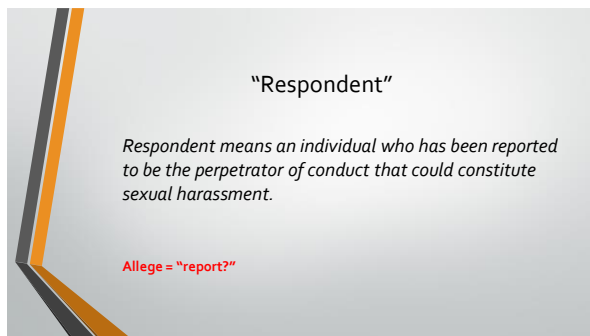 “Respondent”
Respondent means an individual who has been reported
to be the perpetrator of conduct that could constitute
sexual harassment.
Allege = “report?”